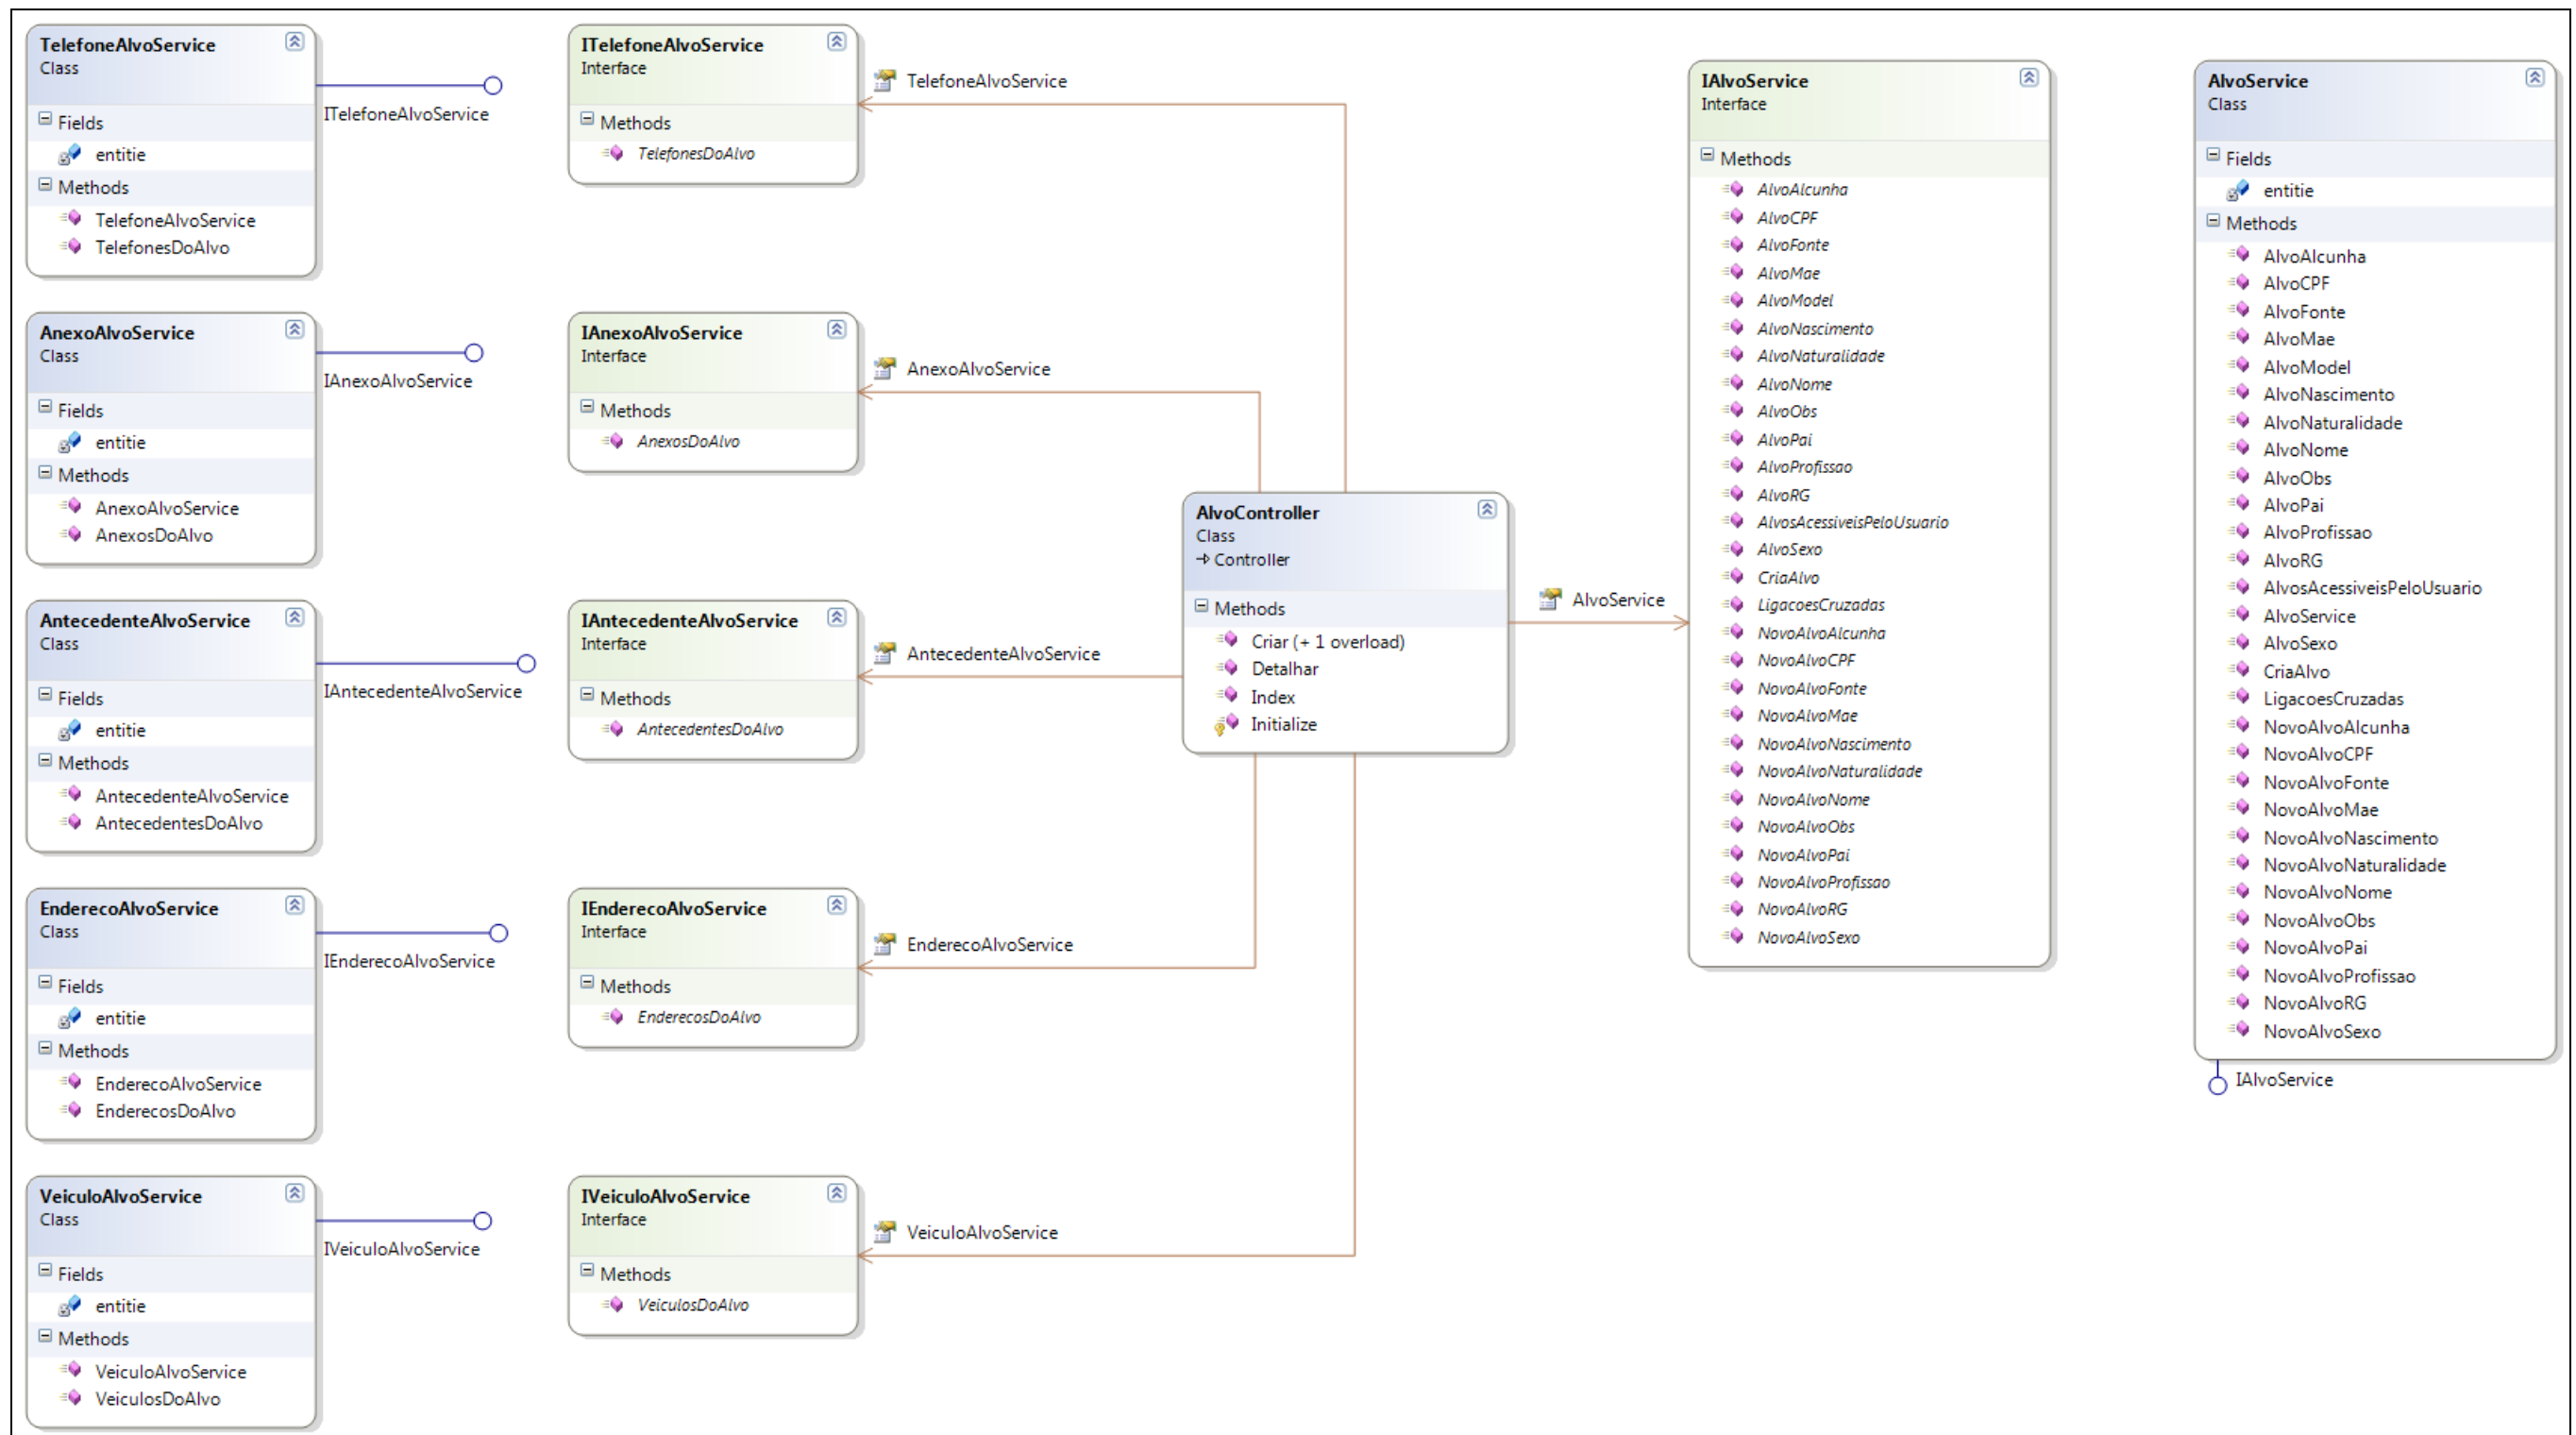 TelefoneAlvoService
Class
Fields
entitie
Methods
TelefoneAlvoService
TelefonesDoAlvo
ITelefoneAlvoService
ITelefoneAlvoService
Interface
Methods
TelefonesDoAlvo
TelefoneAlvoService
AnexoAlvoService
Class
Fields
entitie
Methods
AnexoAlvoService
AnexosDoAlvo
IAnexoAlvoService
IAnexoAlvoService
Interface
Methods
AnexosDoAlvo
AnexoAlvoService
AntecedenteAlvoService
Class
Fields
entitie
Methods
AntecedenteAlvoService
AntecedentesDoAlvo
IAntecedenteAlvoService
IAntecedenteAlvoService
Interface
Methods
AntecedentesDoAlvo
AntecedenteAlvoService
EnderecoAlvoService
Class
Fields
entitie
Methods
EnderecoAlvoService
EnderecosDoAlvo
IEnderecoAlvoService
IEnderecoAlvoService
Interface
Methods
EnderecosDoAlvo
EnderecoAlvoService
VeiculoAlvoService
Class
Fields
entitie
Methods
VeiculoAlvoService
VeiculosDoAlvo
IVeiculoAlvoService
IVeiculoAlvoService
Interface
Methods
VeiculosDoAlvo
VeiculoAlvoService
AlvoController
Class
Controller
Methods
Criar (+ 1 overload)
Detalhar
Index
Initialize
AlvoService
IAlvoService
Interface
Methods
AlvoAlcunha
AlvoCPF
AlvoFonte
AlvoMae
AlvoModel
AlvoNascimento
AlvoNaturalidade
AlvoNome
AlvoObs
AlvoPai
AlvoProfissao
AlvoRG
AlvosAcessiveisPeloUsuario
AlvoSexo
CriaAlvo
LigacoesCruzadas
NovoAlvoAlcunha
NovoAlvoCPF
NovoAlvoFonte
NovoAlvoMae
NovoAlvoNascimento
NovoAlvoNaturalidade
NovoAlvoNome
NovoAlvoObs
NovoAlvoPai
NovoAlvoProfissao
NovoAlvoRG
NovoAlvoSexo
AlvoService
Class
Fields
entitie
Methods
AlvoAlcunha
AlvoCPF
AlvoFonte
AlvoMae
AlvoModel
AlvoNascimento
AlvoNaturalidade
AlvoNome
AlvoObs
AlvoPai
AlvoProfissao
AlvoRG
AlvosAcessiveisPeloUsuario
AlvoService
AlvoSexo
CriaAlvo
LigacoesCruzadas
NovoAlvoAlcunha
NovoAlvoCPF
NovoAlvoFonte
NovoAlvoMae
NovoAlvoNascimento
NovoAlvoNaturalidade
NovoAlvoNome
NovoAlvoObs
NovoAlvoPai
NovoAlvoProfissao
NovoAlvoRG
NovoAlvoSexo
IAlvoService